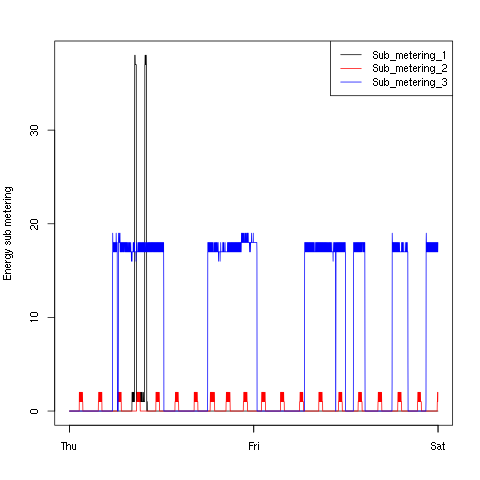 Sub_metering_1
Sub_metering_2
Sub_metering_3
Energy sub metering
30
20
10
0
Thu Fri Sat